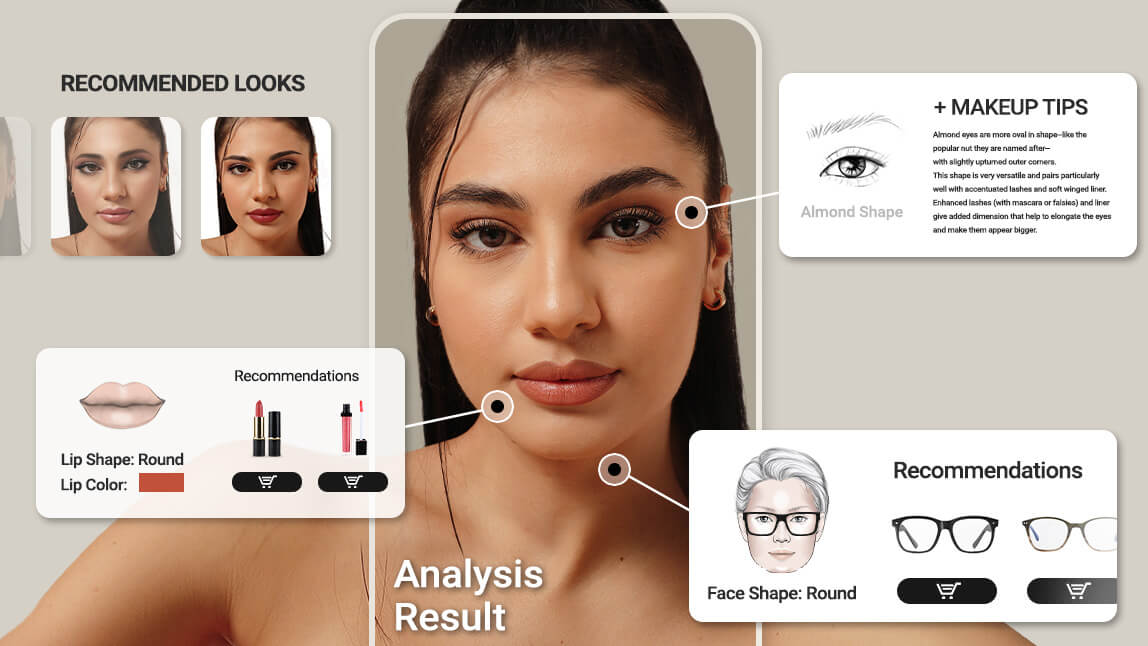 RECOMMENDED LOOKS
+ MAKEUP TIPS
Almond eyes are more oval in shape—like the
popular nut they are named after—
with slightly upturned outer corners.
This shape is very versatile and pairs particularly
well with accentuated lashes and soft winged liner.
Enhanced lashes (with mascara or falsies) and liner
give added dimension that help to elongate the eyes
and make them appear bigger.
Almond Shape
Recommendations
Lip Shape: Round
Lip Color:
Recommendations
Face Shape: Round
Analysis
Result